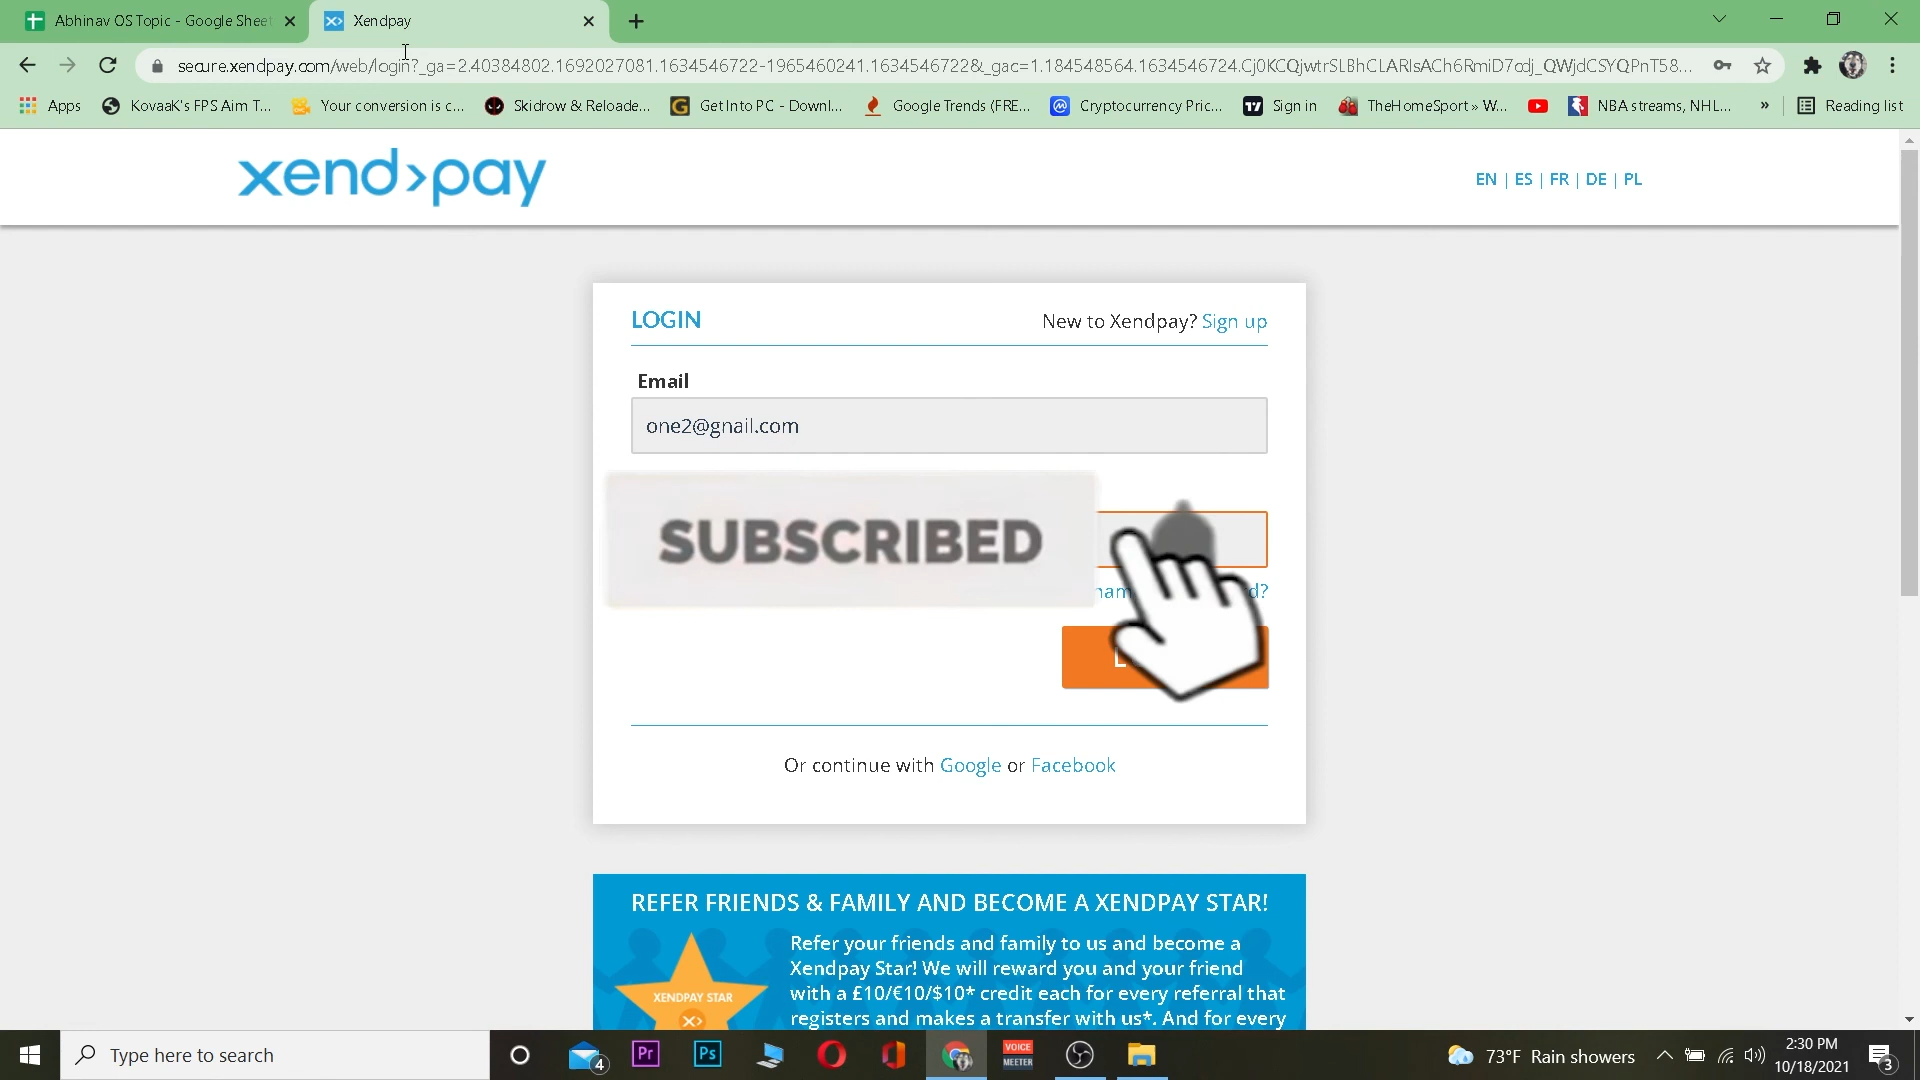 Abhinav OS Topic - Google Sheet
Xendpay
secure.xendpay.com/web/login?_ga=2.40384802.1692027081.1634546722-1965460241.1634546722&_gac=1.184548564.1634546724.Cj0KCQjwtrSLBhCLARIsACh6RmiD7cdj_QWjdCSYQPnT58...
Apps
KovaaK's FPS Aim T...
Your conversion is c...
Skidrow & Reloade...
Get Into PC - Downl...
Google Trends (FRE...
Cryptocurrency Pric...
Sign in
TheHomeSport » W...
NBA streams, NHL...
»
Reading list
xend>pay
EN | ES | FR | DE | PL
LOGIN
New to Xendpay? Sign up
Email
one2@gnail.com
SUBSCRIBED
Or continue with Google or Facebook
REFER FRIENDS & FAMILY AND BECOME A XENDPAY STAR!
Refer your friends and family to us and become a
Xendpay Star! We will reward you and your friend
with a £10/€10/$10* credit each for every referral that
registers and makes a transfer with us*. And for every
XENDPAY STAR
Type here to search
4
Pr
Ps
VOICE
MEETER
73°F Rain showers
2:30 PM
10/18/2021
3